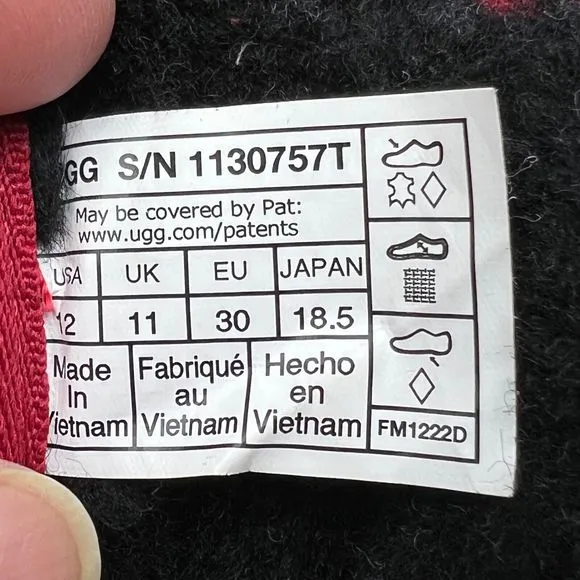 GG S/N 1130757T
May be covered by Pat:
www.ugg.com/patents
USA UK EU JAPAN
12 11 30 18.5
Made
In
Vietnam
Fabriqué
au
Vietnam
Hecho
en
Vietnam
FM1222D